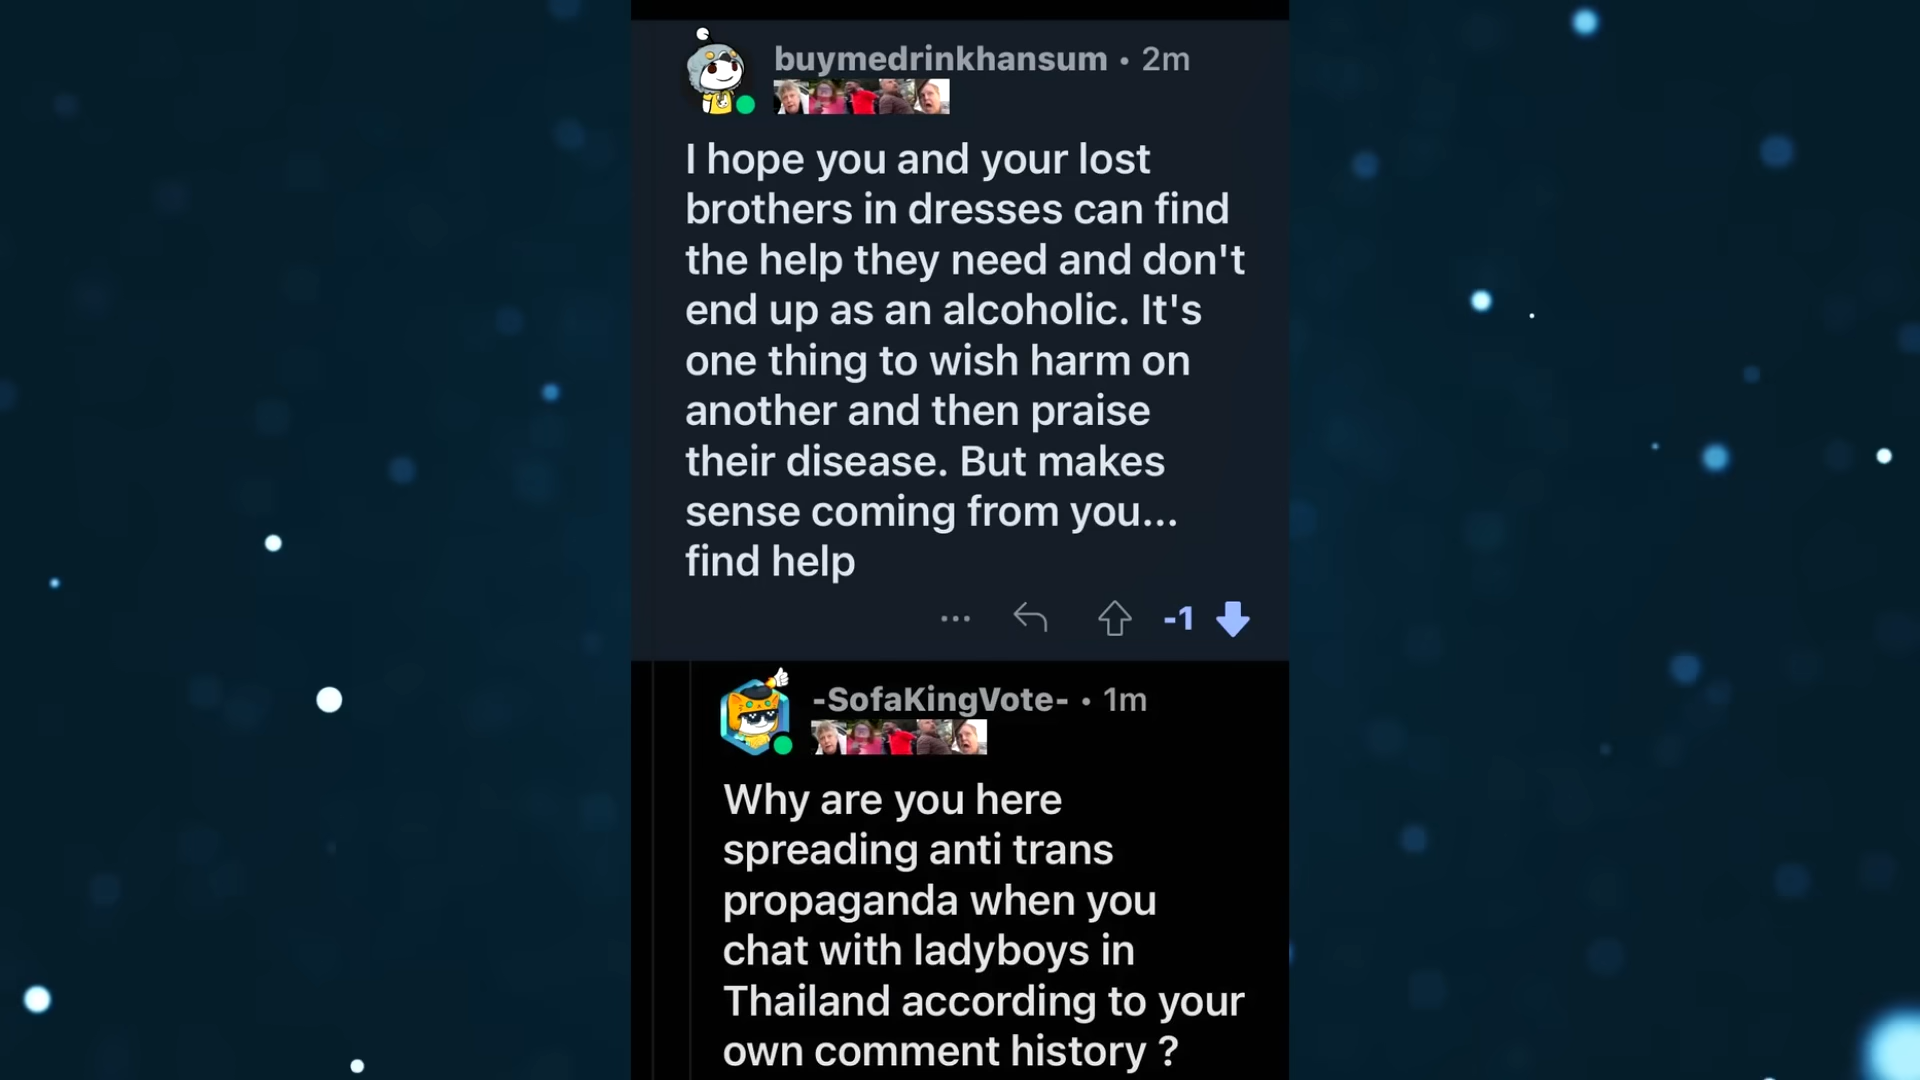 buymedrinkhansum • 2m
I hope you and your lost
brothers in dresses can find
the help they need and don't
end up as an alcoholic. It's
one thing to wish harm on
another and then praise
their disease. But makes
sense coming from you...
find help
-1
-SofaKingVote- • 1m
Why are you here
spreading anti trans
propaganda when you
chat with ladyboys in
Thailand according to your
own comment history ?